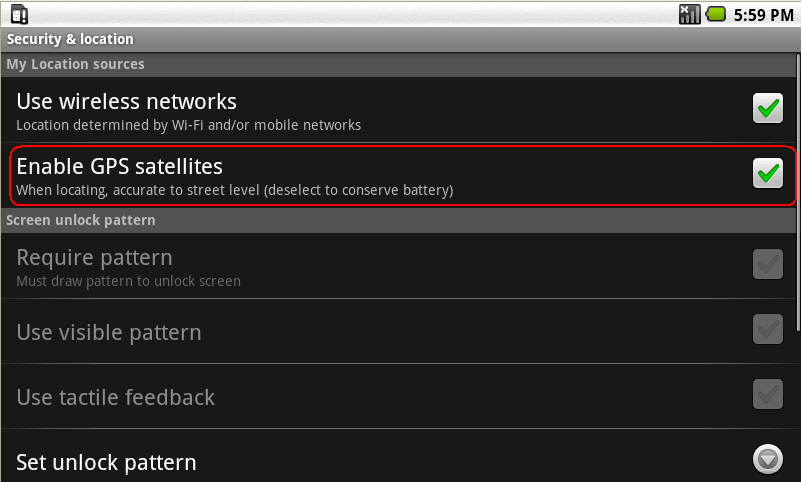 5:59 PM
Security & location
My Location sources
Use wireless networks
Location determined by Wi-Fi and/or mobile networks
Enable GPS satellites
When locating, accurate to street level (deselect to conserve battery)
Screen unlock pattern
Require pattern
Must draw pattern to unlock screen
Use visible pattern
Use tactile feedback
Set unlock pattern